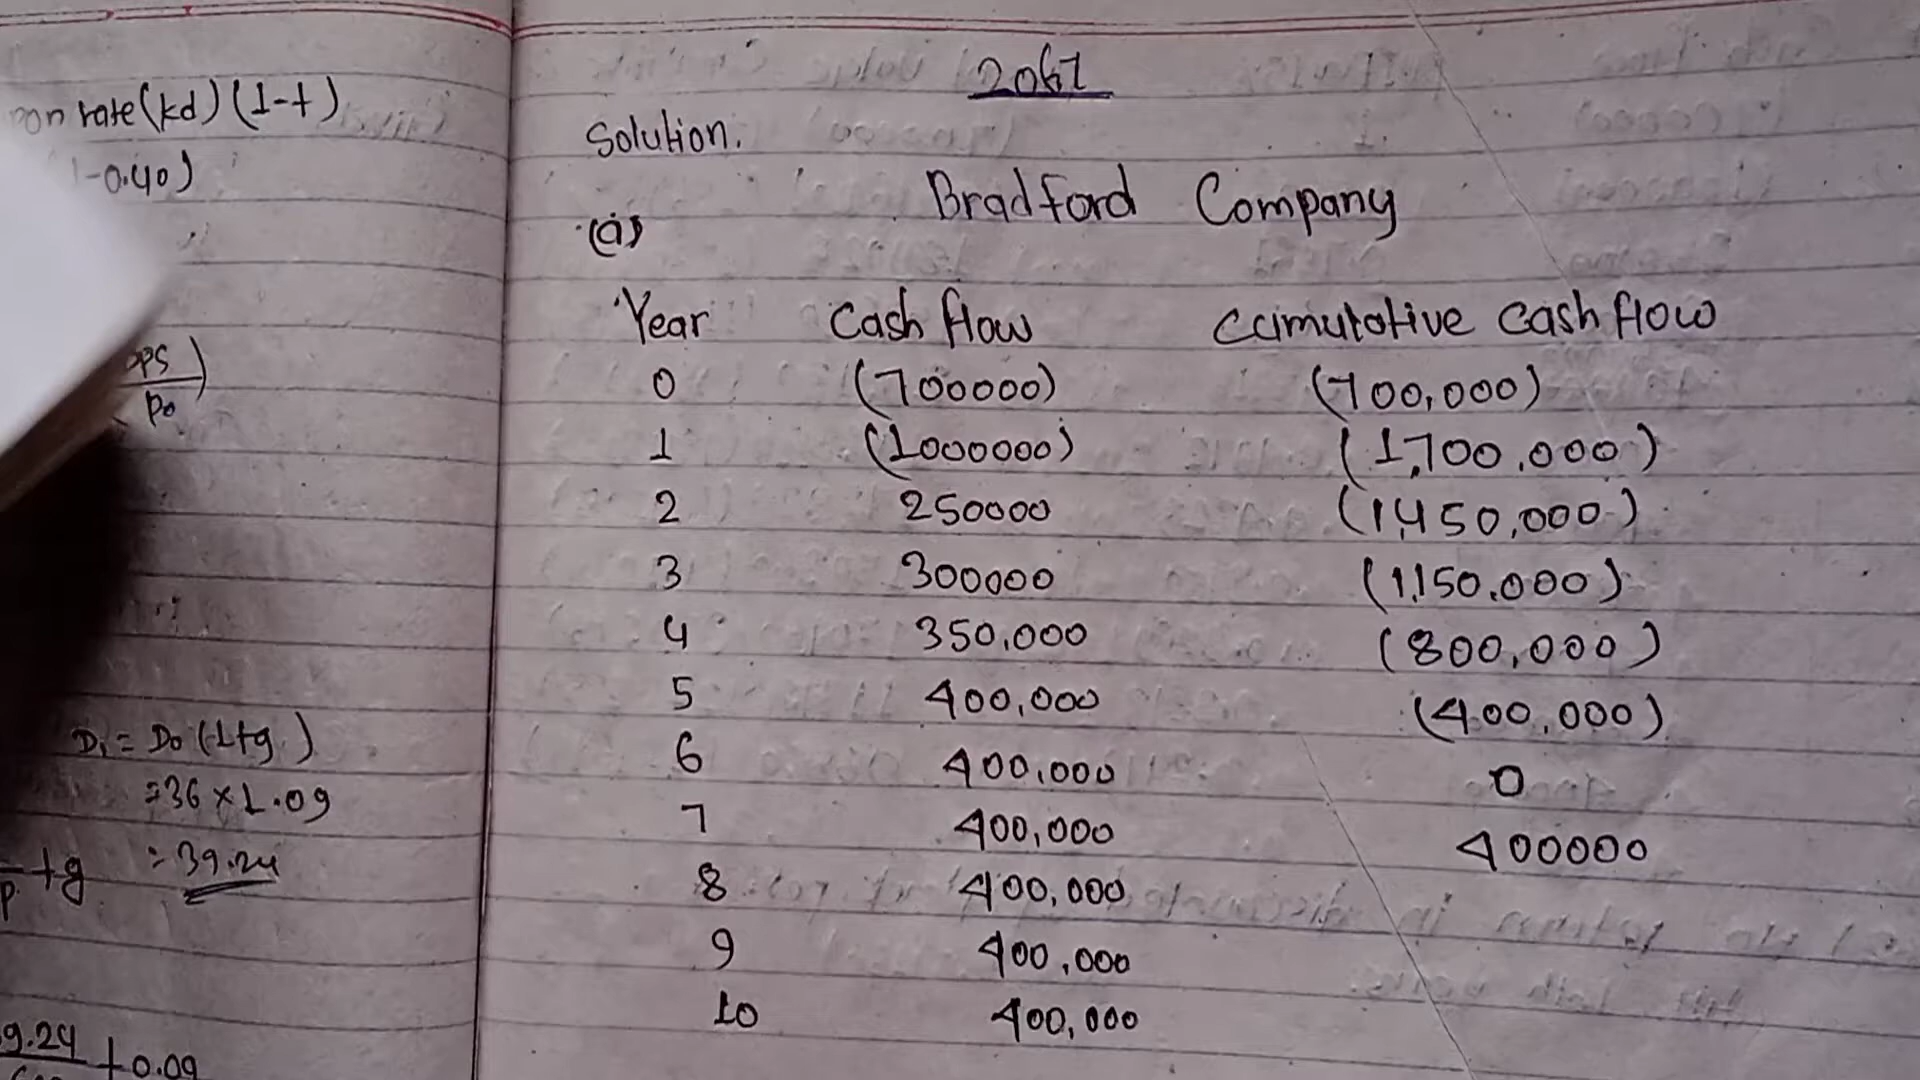 rate (kd) (1-t)
-0.40)
Po
D1 = Do (1+g)
=36 x 1.09
+g = 39.24
9.24 + 0.09
2067
Solution.
Bradford Company
(a)
Year Cash flow Cumulative cash flow
0 (700000) (700,000)
1 (1000000) (1,700,000)
2 250000 (1,450,000)
3 300000 (1,150,000)
4 350,000 (800,000)
5 400,000 (400,000)
6 400,000 0
7 400,000 400000
8 400,000
9 400,000
10 400,000